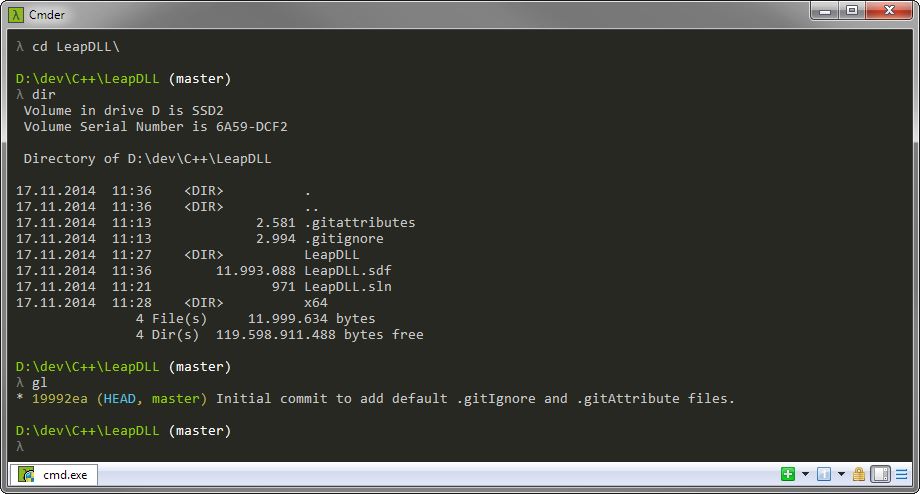 Cmder
λ cd LeapDLL\
D:\dev\C++\LeapDLL (master)
λ dir
 Volume in drive D is SSD2
 Volume Serial Number is 6A59-DCF2
 Directory of D:\dev\C++\LeapDLL
17.11.2014  11:36    <DIR>          .
17.11.2014  11:36    <DIR>          ..
17.11.2014  11:13             2.581 .gitattributes
17.11.2014  11:13             2.994 .gitignore
17.11.2014  11:27    <DIR>          LeapDLL
17.11.2014  11:36        11.993.088 LeapDLL.sdf
17.11.2014  11:21               971 LeapDLL.sln
17.11.2014  11:28    <DIR>          x64
               4 File(s)     11.999.634 bytes
               4 Dir(s)  119.598.911.488 bytes free
D:\dev\C++\LeapDLL (master)
λ gl
* 19992ea (HEAD, master) Initial commit to add default .gitIgnore and .gitAttribute files.
D:\dev\C++\LeapDLL (master)
λ
cmd.exe